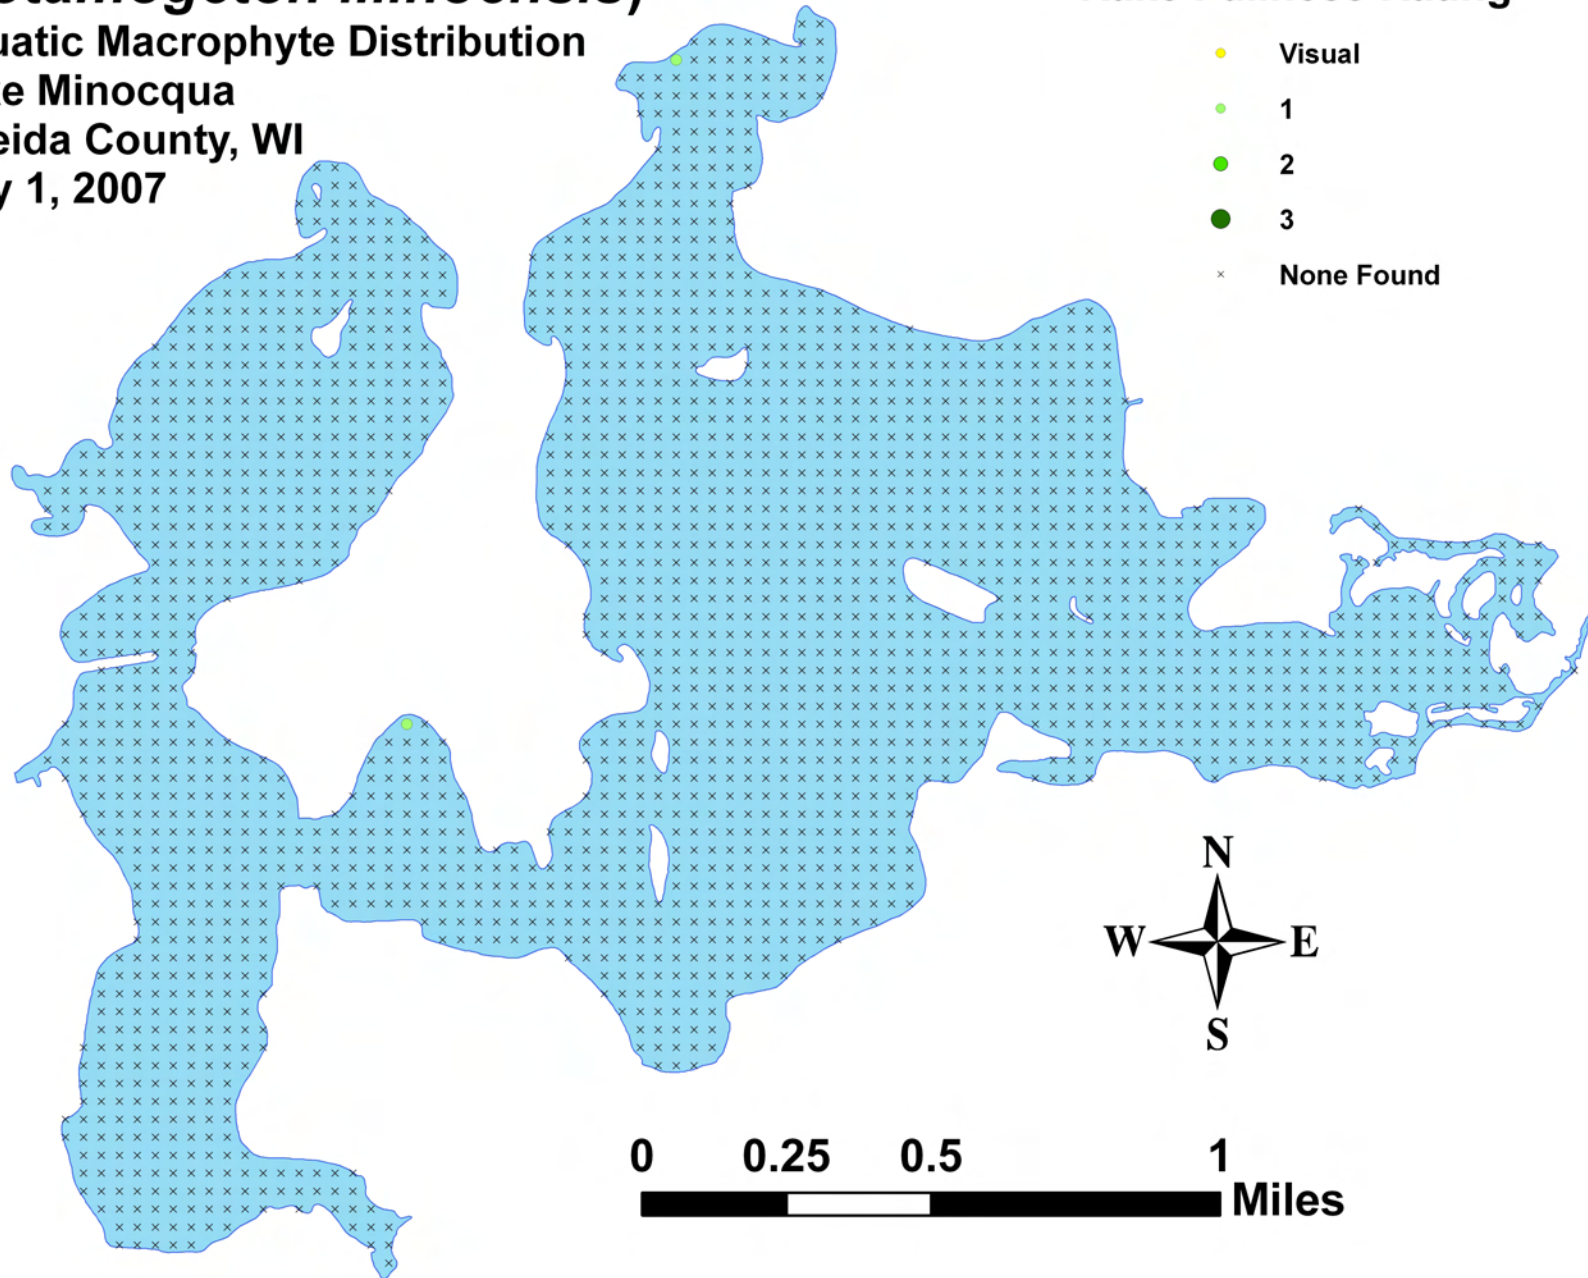 uatic Macrophyte Distribution
e Minocqua
eida County, WI
y 1, 2007
Visual
1
2
3
None Found
N
W E
S
0 0.25 0.5 1
Miles